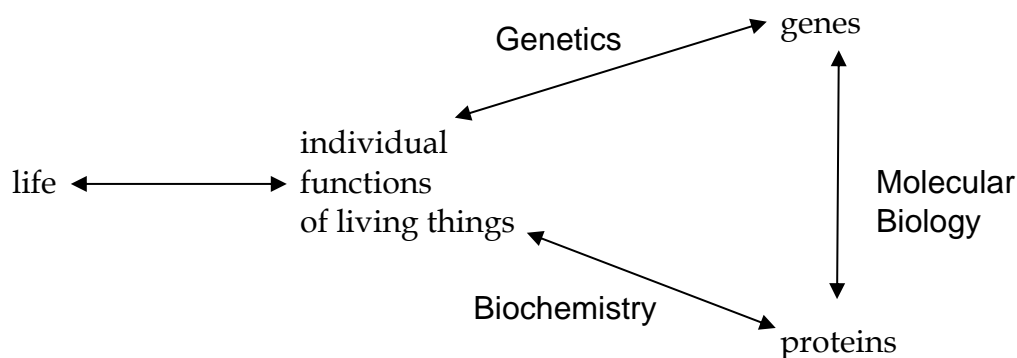 genes
Genetics
individual
life
functions
of living things
Molecular
Biology
Biochemistry
proteins